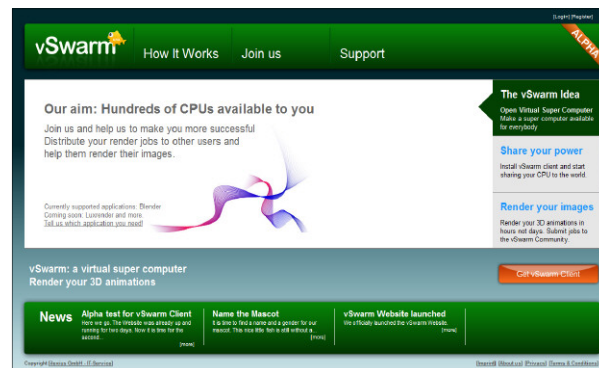 [Login] [Register]
ALPHA
vSwarm
How It Works
Join us
Support
Our aim: Hundreds of CPUs available to you
Join us and help us to make you more successful
Distribute your render jobs to other users and
help them render their images.
Currently supported applications: Blender
Coming soon: Luxrender and more
Tell us which application you need!
The vSwarm Idea
Open Virtual Super Computer
Make a super computer available
for everybody
Share your power
Install vSwarm client and start
sharing your CPU to the world.
Render your images
Render your 3D animations in
hours not days. Submit jobs to
the vSwarm Community.
vSwarm: a virtual super computer
Render your 3D animations
Get vSwarm Client
News
Alpha test for vSwarm Client
Here we go. The Website was already up and
running for two days. Now it is time for the
second...
[more]
Name the Mascot
It is time to find a name and a gender for our
mascot. This nice little fish is still without a...
[more]
vSwarm Website launched
We officially launched the vSwarm Website.
[more]
Copyright GmbH - IT-Service]
[Imprint] [About us] [Privacy] [Terms & Conditions]